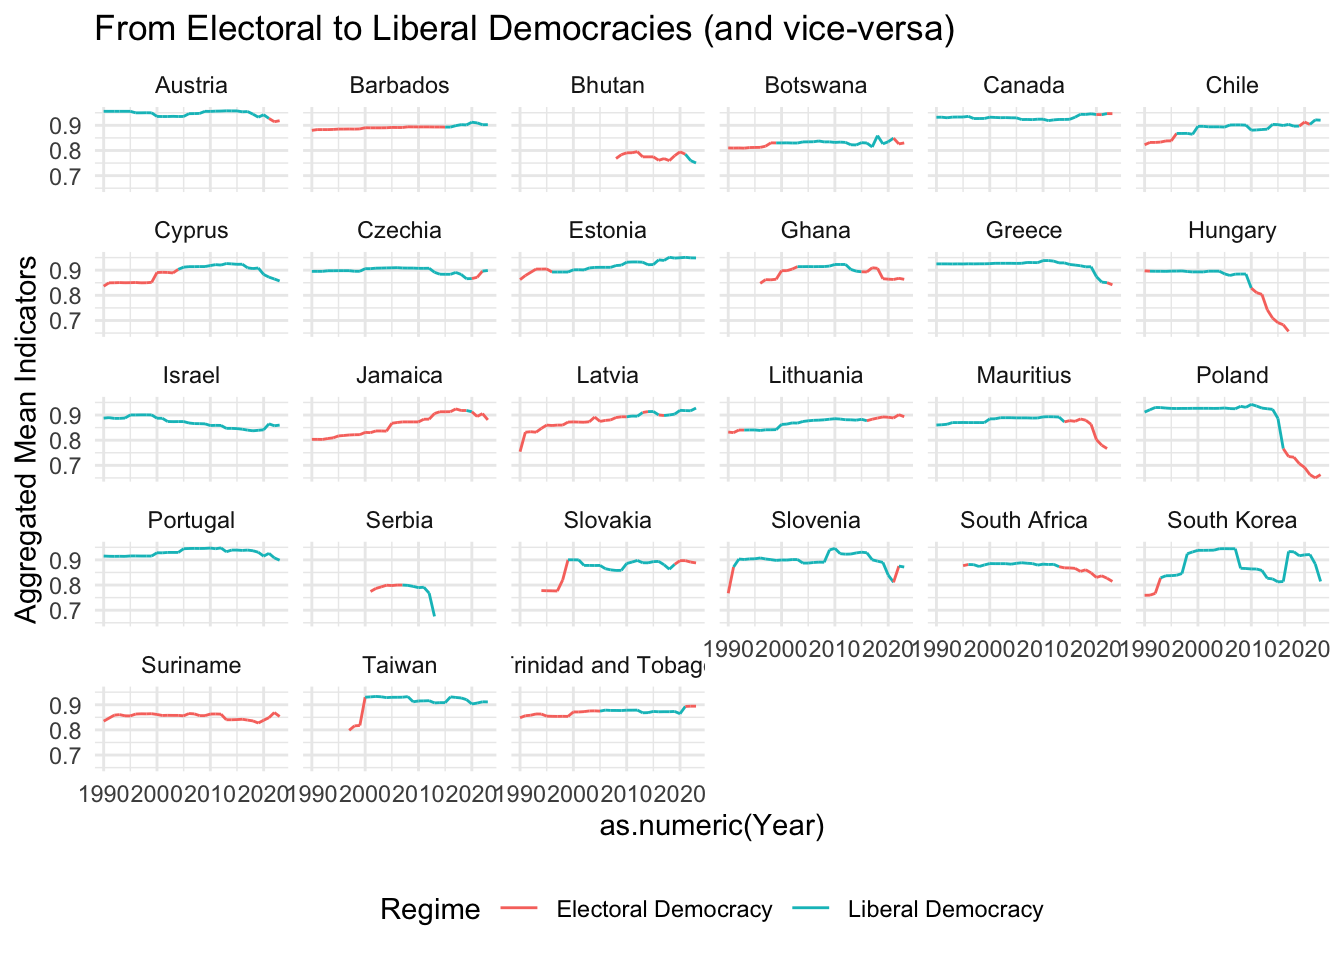 From Electoral to Liberal Democracies (and vice-versa)
Austria Barbados Bhutan Botswana Canada Chile
0.9
0.8
0.7
Cyprus Czechia Estonia Ghana Greece Hungary
0.9
0.8
0.7
Israel Jamaica Latvia Lithuania Mauritius Poland
0.9
0.8
0.7
Portugal Serbia Slovakia Slovenia South Africa South Korea
0.9
0.8
0.7
1990 2000 2010 2020 1990 2000 2010 2020 1990 2000 2010 2020
Suriname Taiwan Trinidad and Tobago
0.9
0.8
0.7
1990 2000 2010 2020 1990 2000 2010 2020 1990 2000 2010 2020
Aggregated Mean Indicators
as.numeric(Year)
Regime Electoral Democracy Liberal Democracy